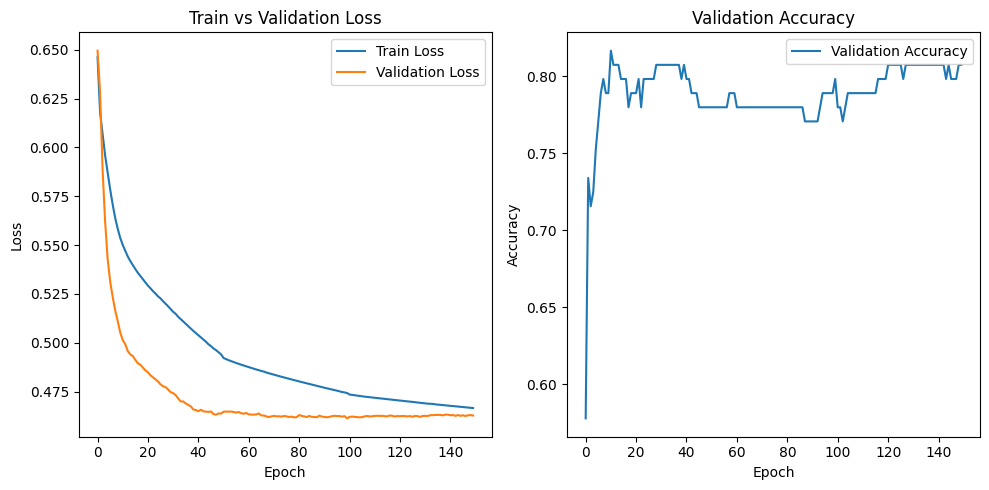 Train vs Validation Loss
Train Loss
Validation Loss
0.650
0.625
0.600
0.575
0.550
0.525
0.500
0.475
Loss
0 20 40 60 80 100 120 140
Epoch
Validation Accuracy
Validation Accuracy
0.80
0.75
0.70
0.65
0.60
Accuracy
0 20 40 60 80 100 120 140
Epoch